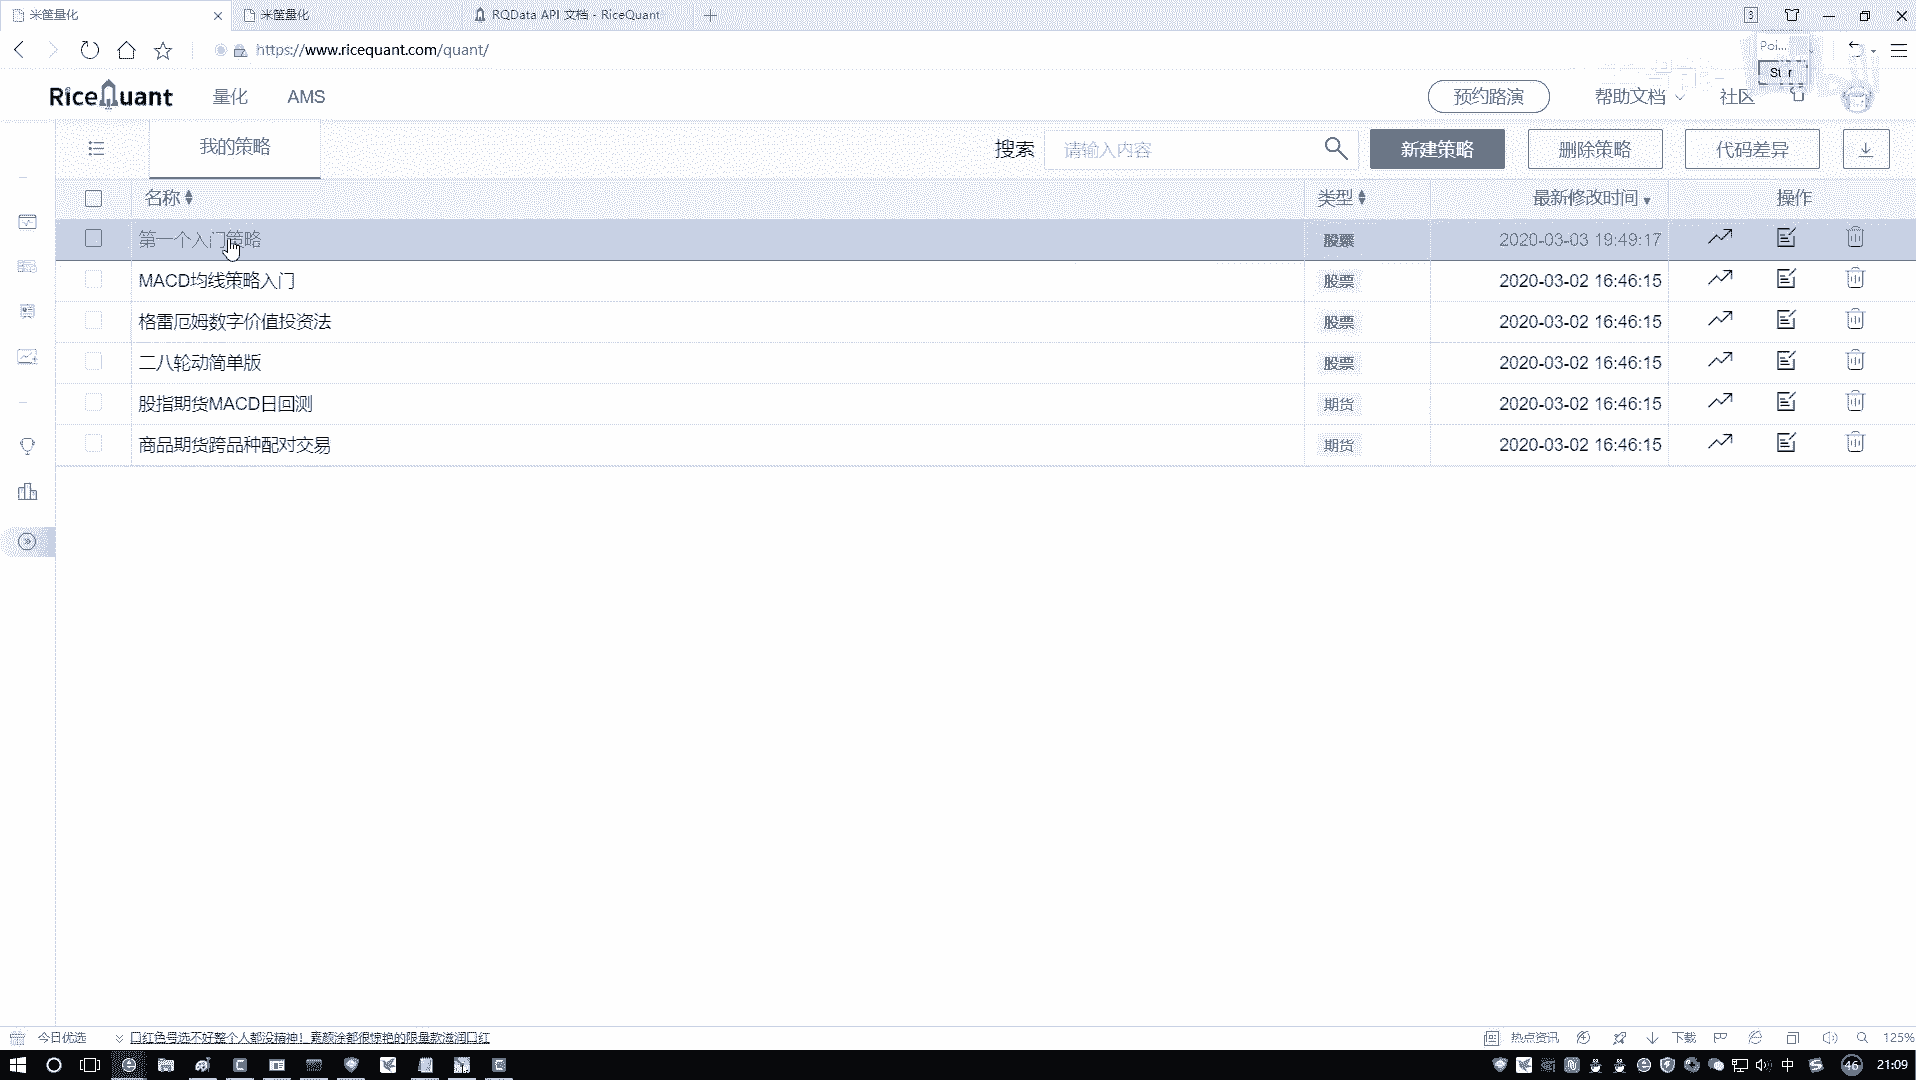 米筐量化
米筐量化
RQData API 文档 - RiceQuant
3
https://www.ricequant.com/quant/
Poi...
RiceQuant
量化
AMS
预约路演
帮助文档
社区
我的策略
搜索
请输入内容
新建策略
删除策略
代码差异
名称
类型
最新修改时间
操作
第一个入门策略
股票
2020-03-03 19:49:17
MACD均线策略入门
股票
2020-03-02 16:46:15
格雷厄姆数字价值投资法
股票
2020-03-02 16:46:15
二八轮动简单版
股票
2020-03-02 16:46:15
股指期货MACD日回测
期货
2020-03-02 16:46:15
商品期货跨品种配对交易
期货
2020-03-02 16:46:15
今日优选
口红色号选不好整个人都没精神！素颜涂都很惊艳的限量款滋润口红
热点资讯
下载
125%
中
46
21:09